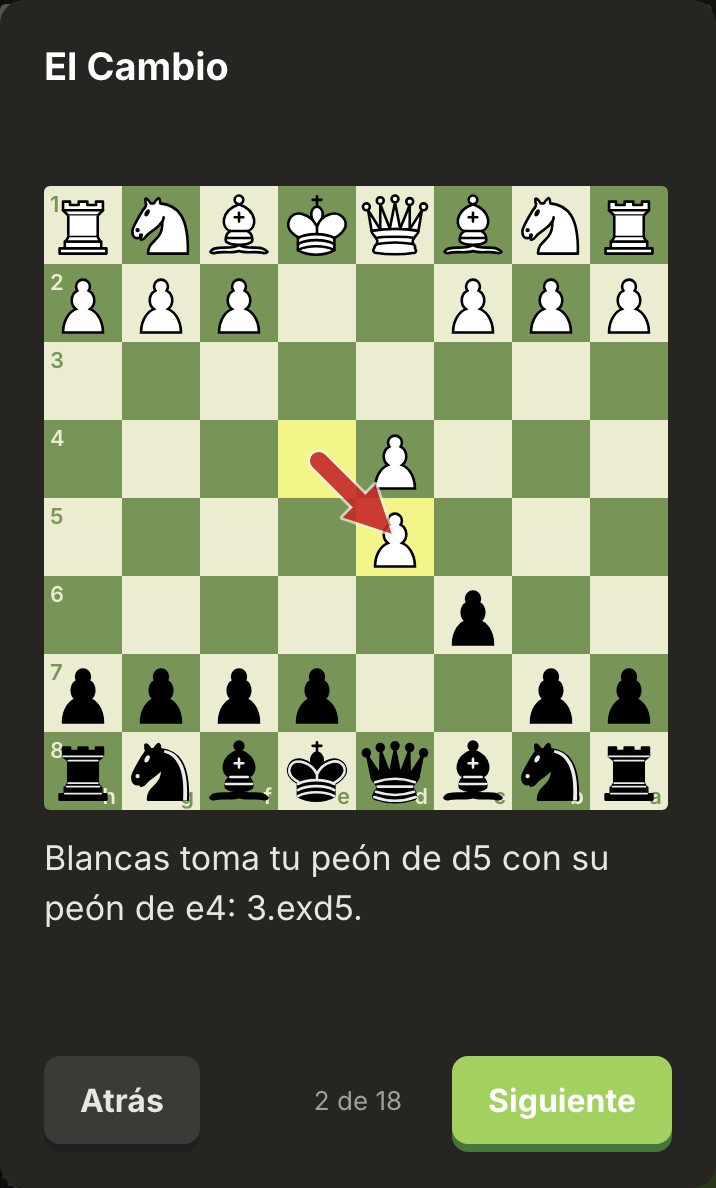 El Cambio
1
2
3
4
5
6
7
8
h g f e d c b a
Blancas toma tu peón de d5 con su
peón de e4: 3.exd5.
Atrás
2 de 18
Siguiente